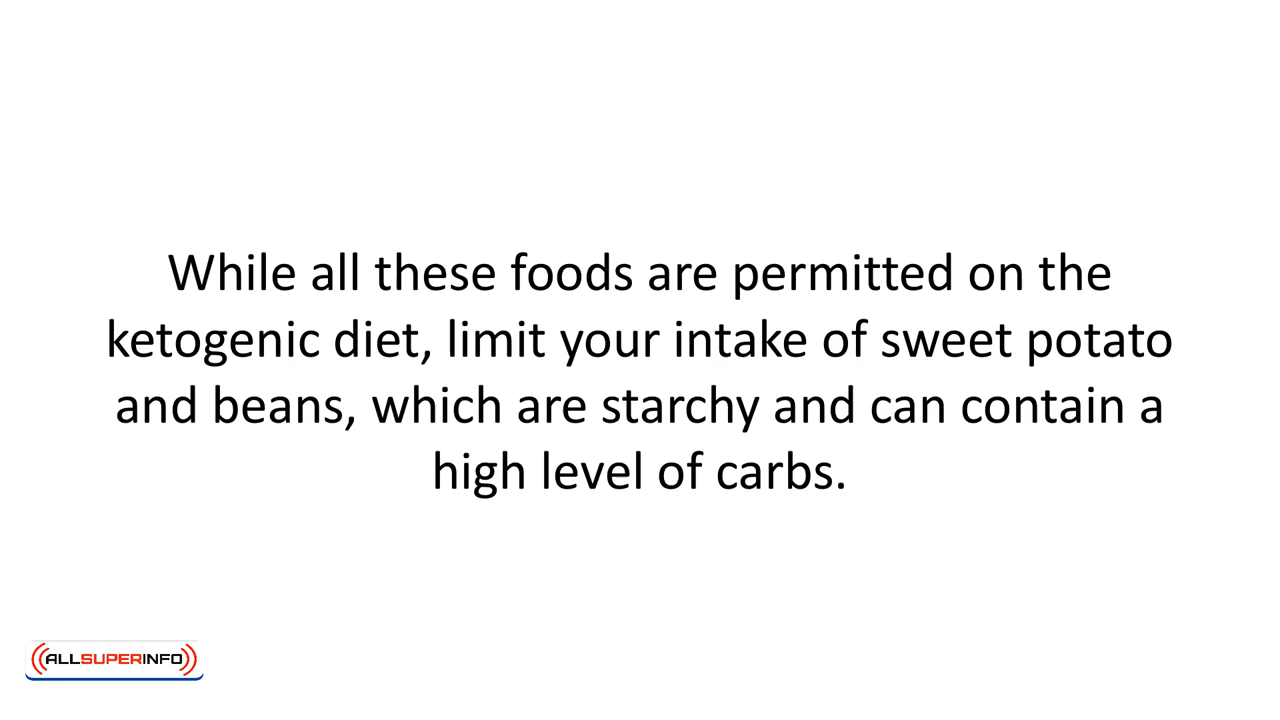 While all these foods are permitted on the
ketogenic diet, limit your intake of sweet potato
and beans, which are starchy and can contain a
high level of carbs.
ALLSUPERINFO